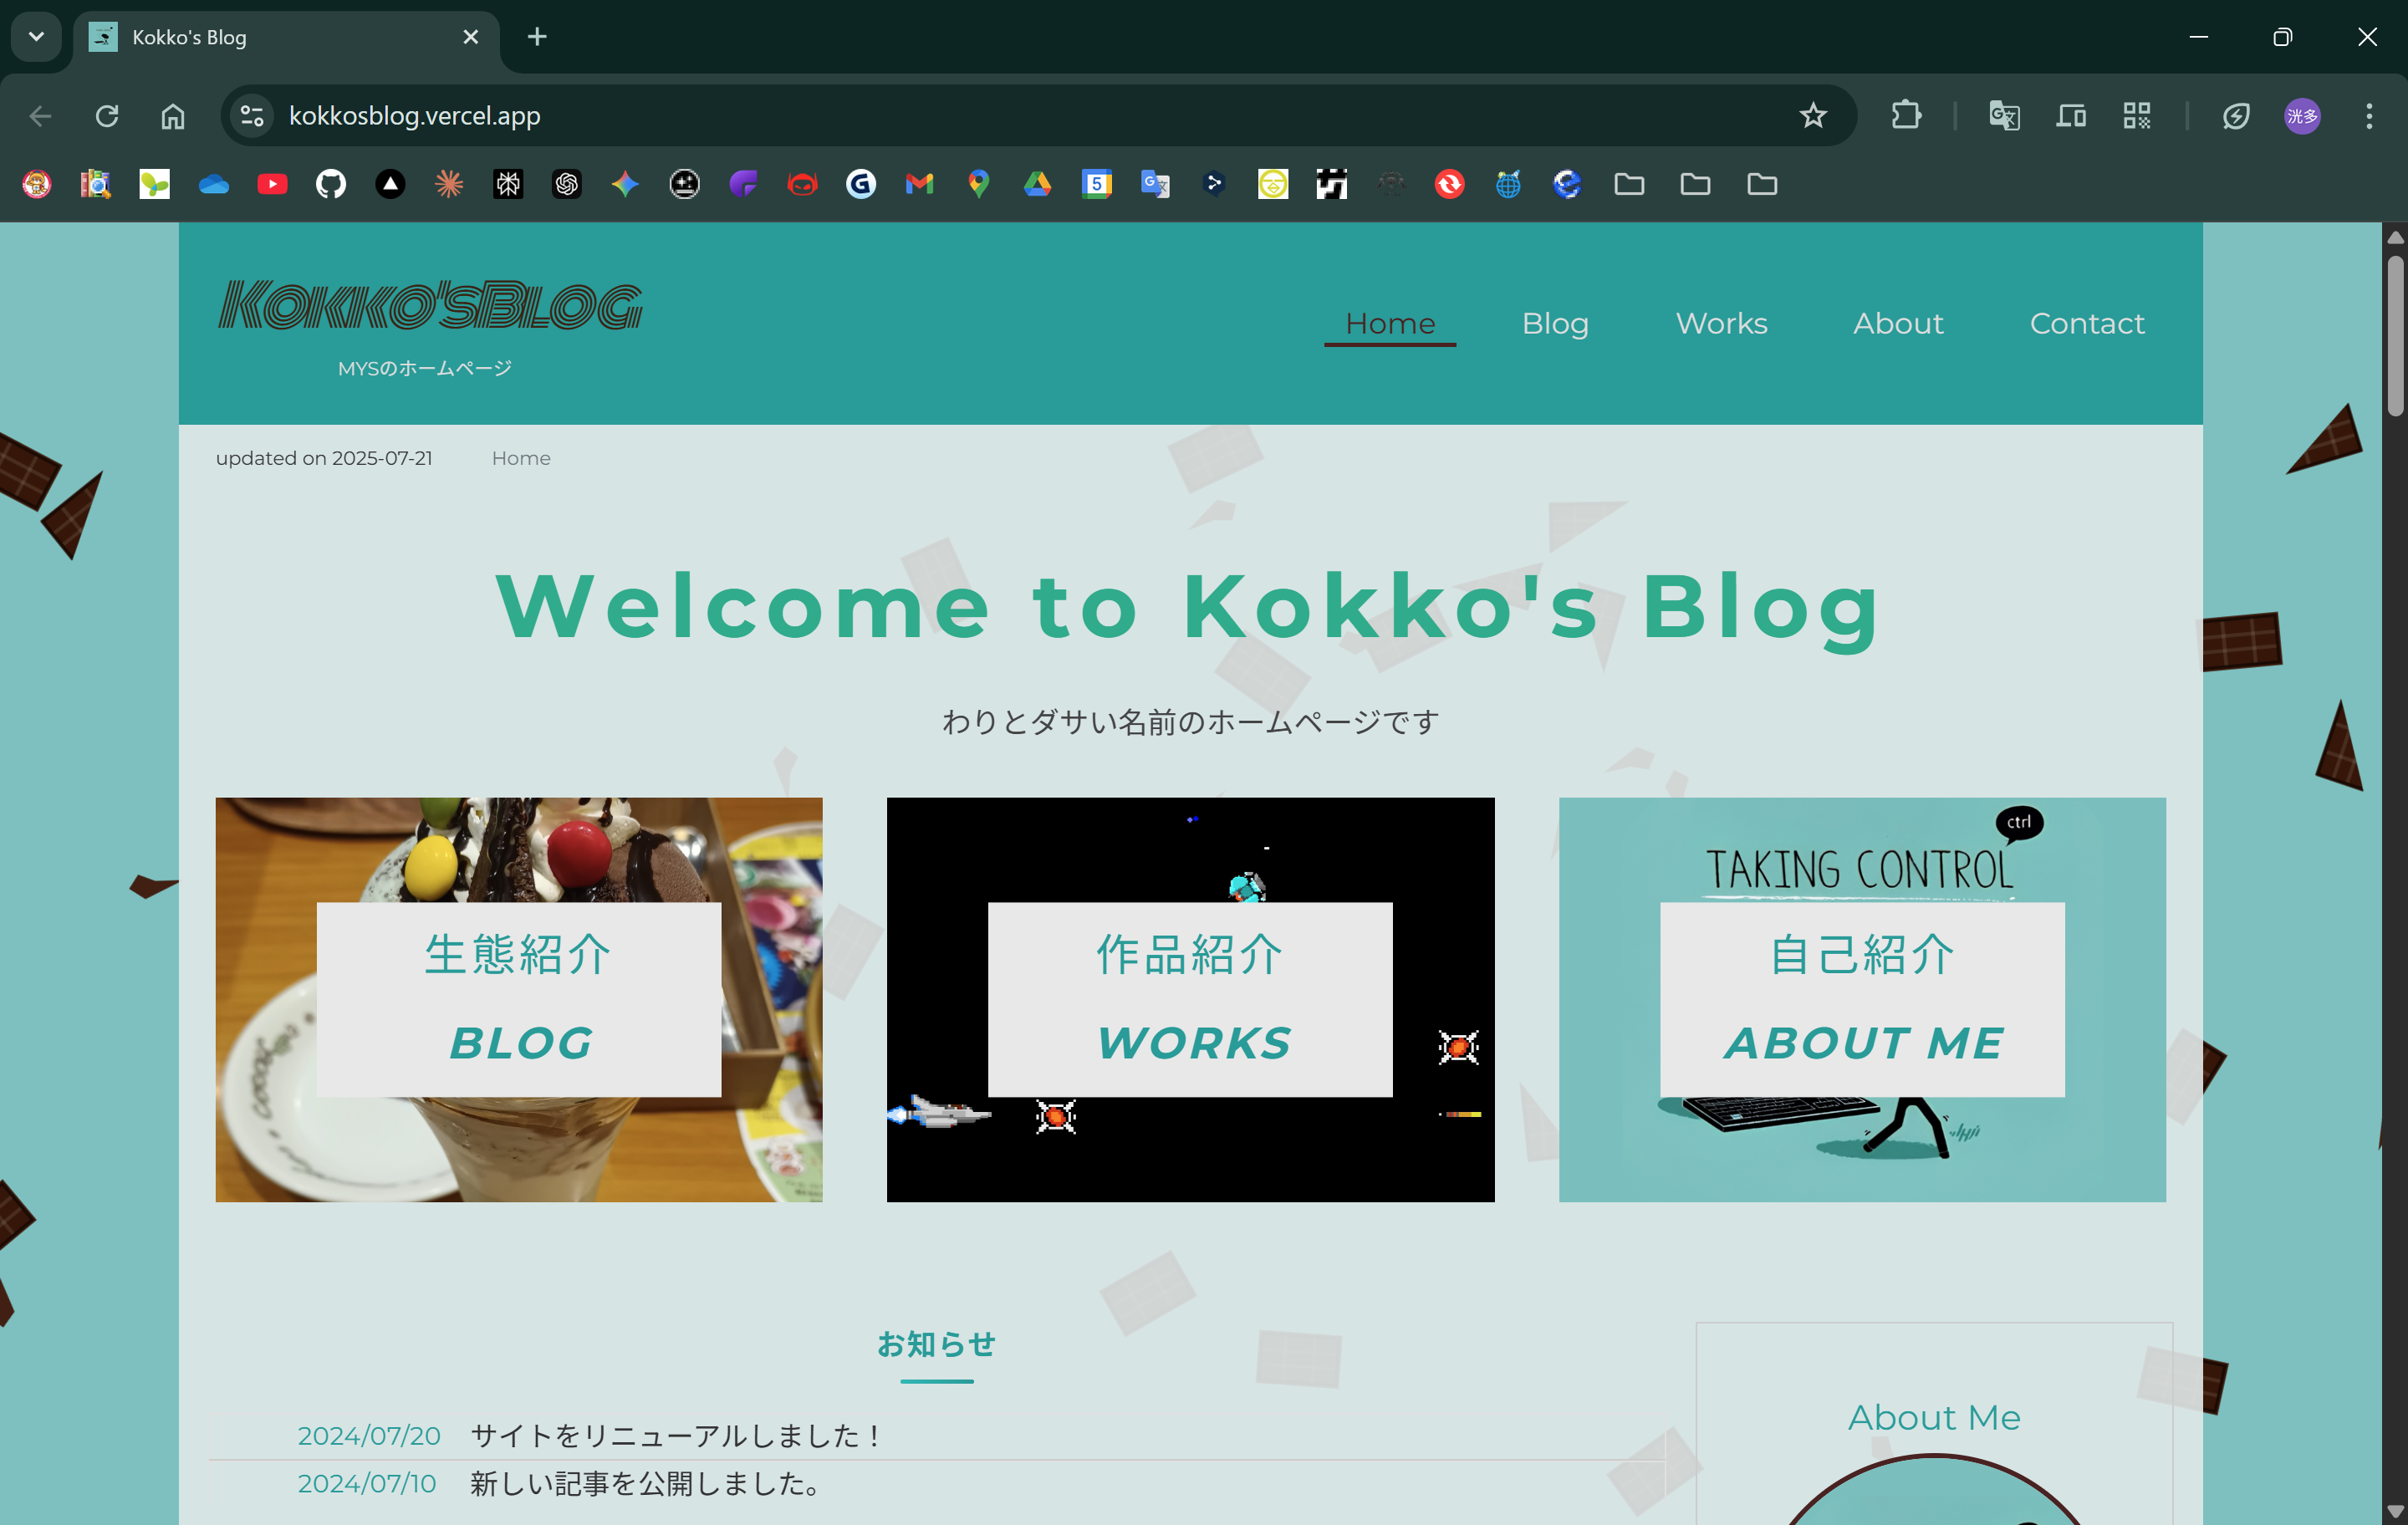 Kokko's Blog
kokkosblog.vercel.app
洸多
KOKKO'SBLOG
MYSのホームページ
Home
Blog
Works
About
Contact
updated on 2025-07-21
Home
Welcome to Kokko's Blog
わりとダサい名前のホームページです
生態紹介
BLOG
作品紹介
WORKS
ctrl
TAKING CONTROL
自己紹介
ABOUT ME
お知らせ
2024/07/20 サイトをリニューアルしました！
2024/07/10 新しい記事を公開しました。
About Me